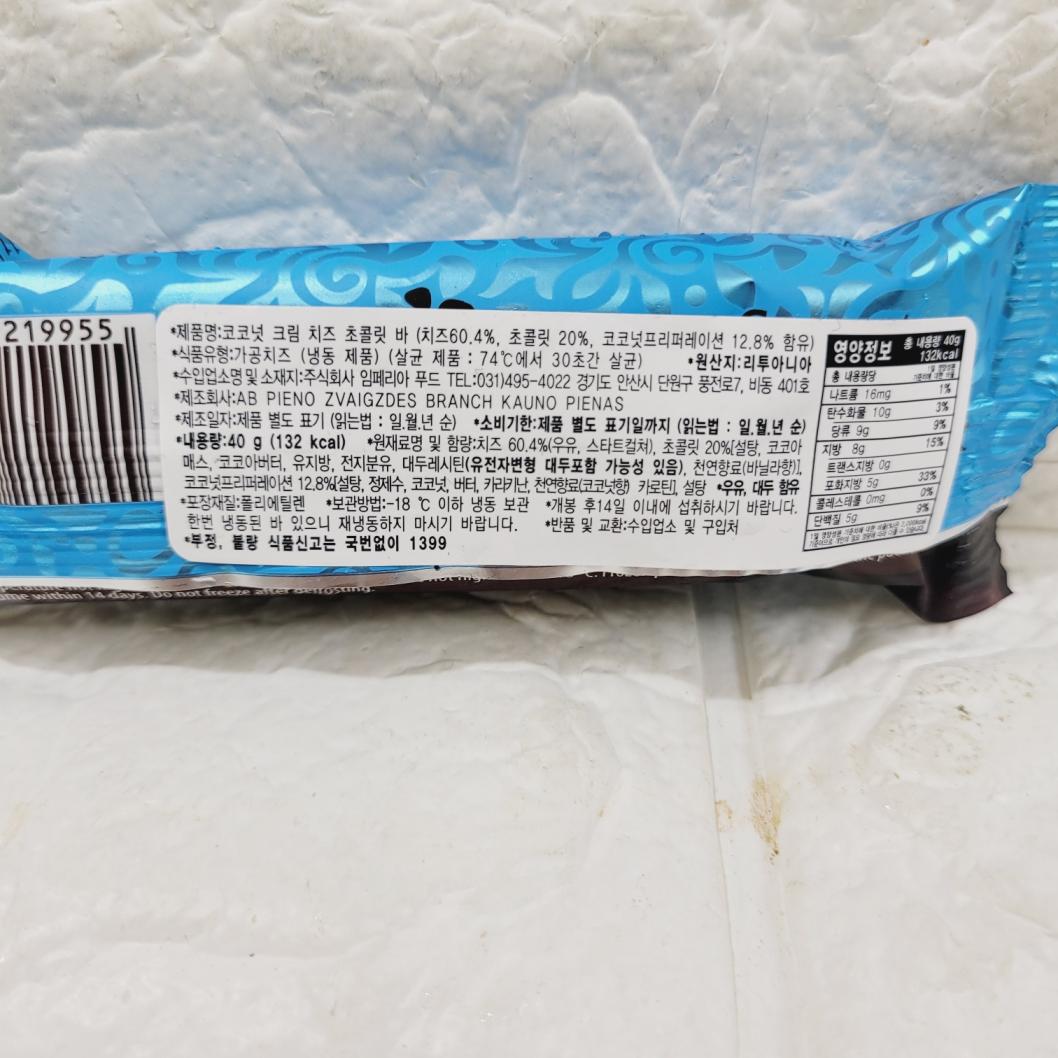 219955
*제품명:코코넛 크림 치즈 초콜릿 바 (치즈60.4%, 초콜릿 20%, 코코넛프리퍼레이션 12.8% 함유)
*식품유형:가공치즈 (냉동 제품) (살균 제품 : 74℃에서 30초간 살균) *원산지:리투아니아
*수입업소명 및 소재지:주식회사 임페리아 푸드 TEL:031)495-4022 경기도 안산시 단원구 풍전로7, 비동 401호
*제조회사:AB PIENO ZVAIGZDES BRANCH KAUNO PIENAS
*제조일자:제품 별도 표기 (읽는법 : 일.월.년 순) *소비기한:제품 별도 표기일까지 (읽는법 : 일.월.년 순)
*내용량:40 g (132 kcal) *원재료명 및 함량:치즈 60.4%(우유, 스타트컬처), 초콜릿 20%[설탕, 코코아
매스, 코코아버터, 유지방, 전지분유, 대두레시틴(유전자변형 대두포함 가능성 있음), 천연향료(바닐라향)],
코코넛프리퍼레이션 12.8%[설탕, 정제수, 코코넛, 버터, 카라키난, 천연향료(코코넛향) 카로틴], 설탕 *우유, 대두 함유
*포장재질:폴리에틸렌 *보관방법:-18 ℃ 이하 냉동 보관 *개봉 후14일 이내에 섭취하시기 바랍니다.
한번 냉동된 바 있으니 재냉동하지 마시기 바랍니다. *반품 및 교환:수입업소 및 구입처
*부정, 불량 식품신고는 국번없이 1399
영양정보 총 내용량 40g
132kcal
총 내용량당 1일 영양성분 기준치에 대한 비율
나트륨 16mg 1%
탄수화물 10g 3%
당류 9g 9%
지방 8g 15%
트랜스지방 0g
포화지방 5g 33%
콜레스테롤 0mg 0%
단백질 5g 9%
within 14 days. Do not freeze after defrosting.